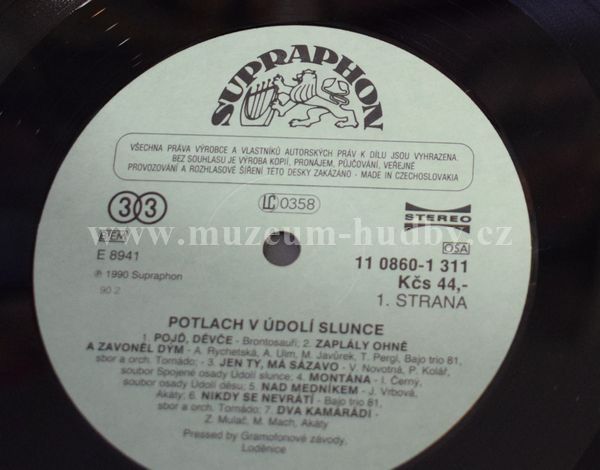 SUPRAPHON
VŠECHNA PRÁVA VÝROBCE A VLASTNÍKŮ AUTORSKÝCH PRÁV K DÍLU JSOU VYHRAZENA.
BEZ SOUHLASU JE VÝROBA KOPIÍ, PRONÁJEM, PŮJČOVÁNÍ, VEŘEJNÉ
PROVOZOVÁNÍ A ROZHLASOVÉ ŠÍŘENÍ TÉTO DESKY ZAKÁZÁNO - MADE IN CZECHOSLOVAKIA
33 LC 0358 STEREO
www.muzeum-hudby.cz
STEREO OSA
E 8941 11 0860-1 311
℗ 1990 Supraphon Kčs 44,-
90 2 1. STRANA
POTLACH V ÚDOLÍ SLUNCE
1. POJĎ, DĚVČE - Brontosauři; 2. ZAPLÁLY OHNĚ
A ZAVONĚL DÝM - A. Rychetská, A. Ulm, M. Javůrek, T. Pergl, Bajo trio 81,
sbor a orch. Tornádo; - 3. JEN TY, MÁ SÁZAVO - V. Novotná, P. Kolář,
soubor Spojené osady Údolí slunce; 4. MONTANA - I. Černý,
soubor osady Údolí děsu; 5. NAD MEDNÍKEM - J. Vrbová,
Akáty; 6. NIKDY SE NEVRÁTÍ - Bajo trio 81,
sbor a orch. Tornádo; 7. DVA KAMARÁDI -
Z. Mulač, M. Mach, Akáty
Pressed by Gramofonové závody,
Loděnice